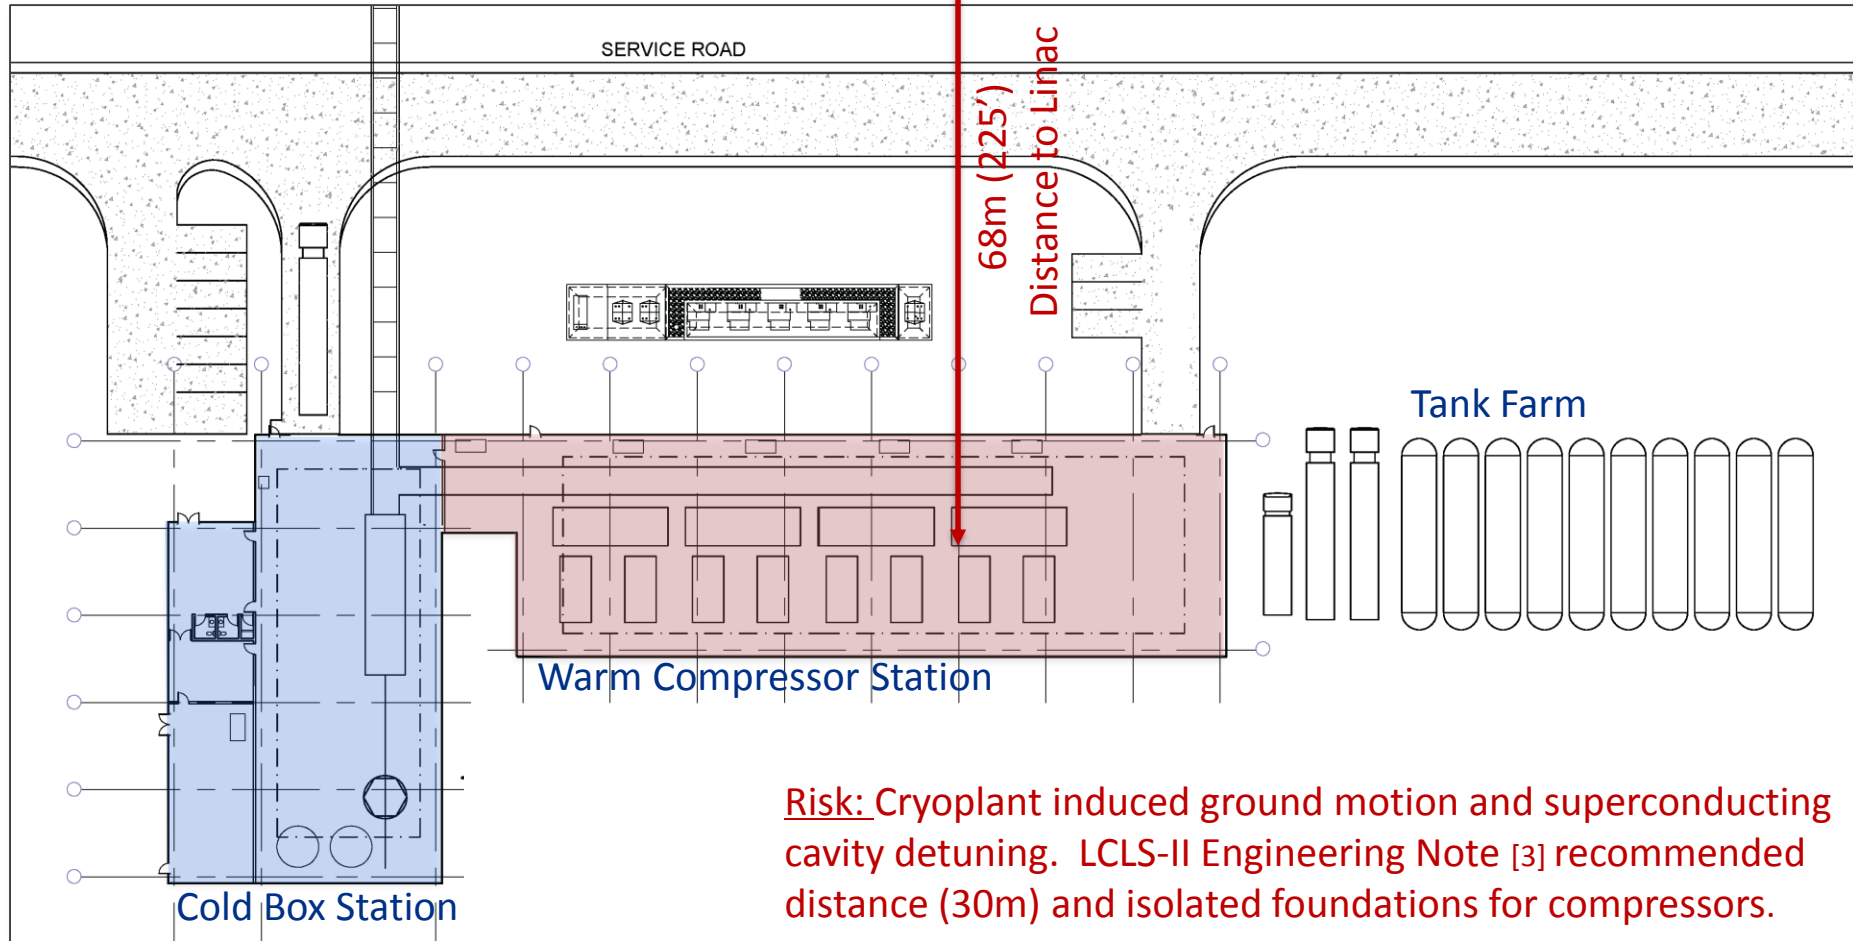 SERVICE ROAD
68m (225’)
Distance to Linac
Tank Farm
Warm Compressor Station
Risk: Cryoplant induced ground motion and superconducting
cavity detuning. LCLS-II Engineering Note [3] recommended
distance (30m) and isolated foundations for compressors.
Cold Box Station